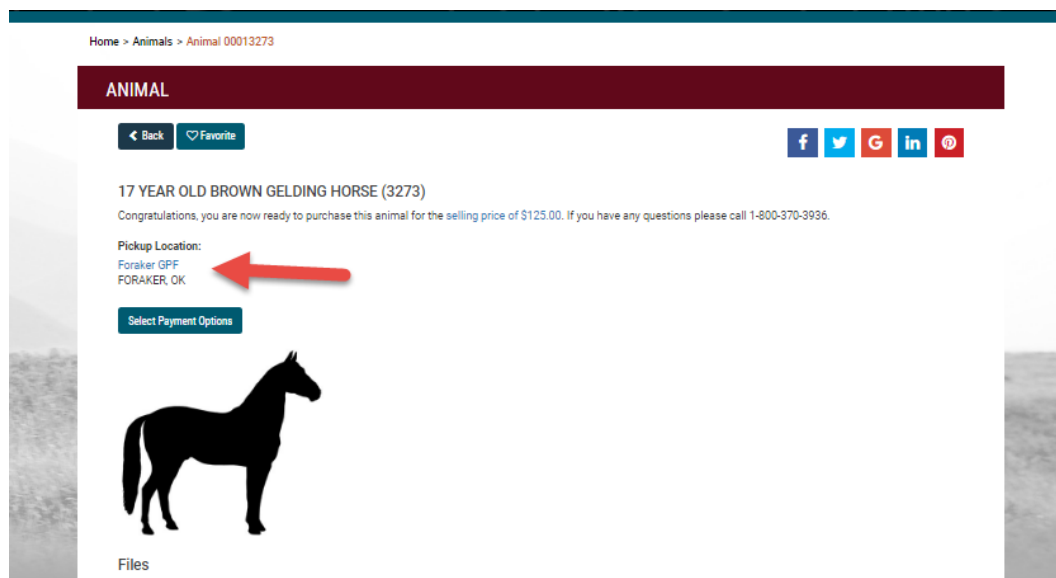 Home > Animals > Animal 00013273
ANIMAL
Back Favorite
f G in
17 YEAR OLD BROWN GELDING HORSE (3273)
Congratulations, you are now ready to purchase this animal for the selling price of $125.00. If you have any questions please call 1-800-370-3936.
Pickup Location:
Foraker GPF
FORAKER, OK
Select Payment Options
Files